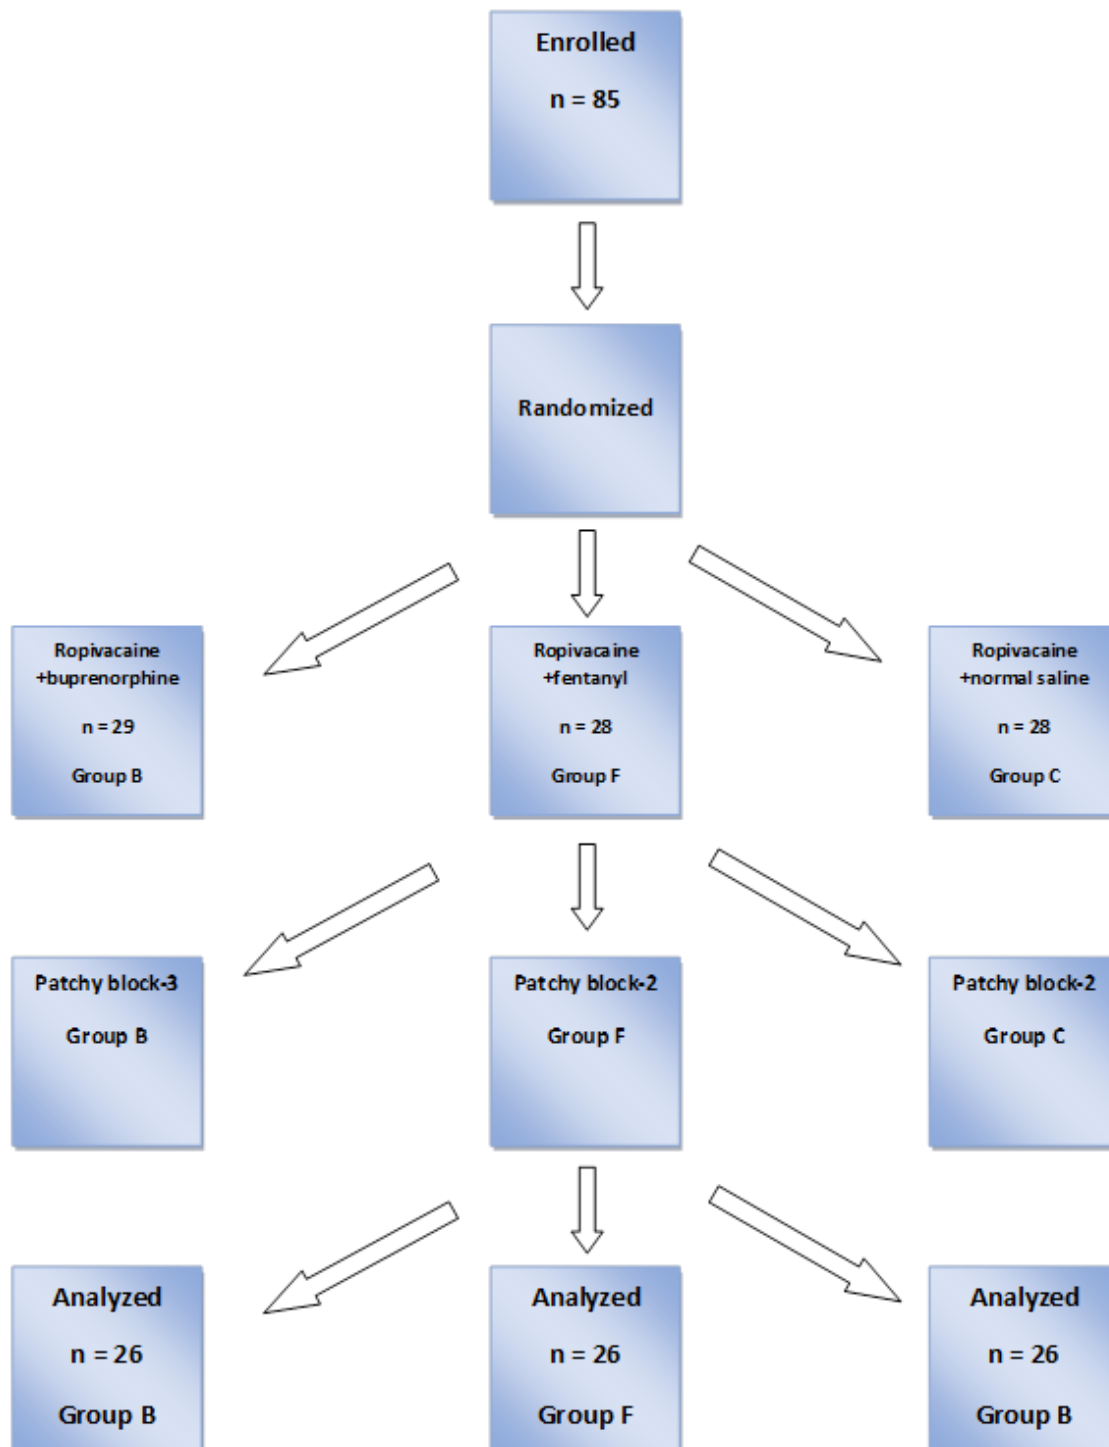 Enrolled
n = 85
Randomized
Ropivacaine
+buprenorphine
n = 29
Group B
Ropivacaine
+fentanyl
n = 28
Group F
Ropivacaine
+normal saline
n = 28
Group C
Patchy block-3
Group B
Patchy block-2
Group F
Patchy block-2
Group C
Analyzed
n = 26
Group B
Analyzed
n = 26
Group F
Analyzed
n = 26
Group B